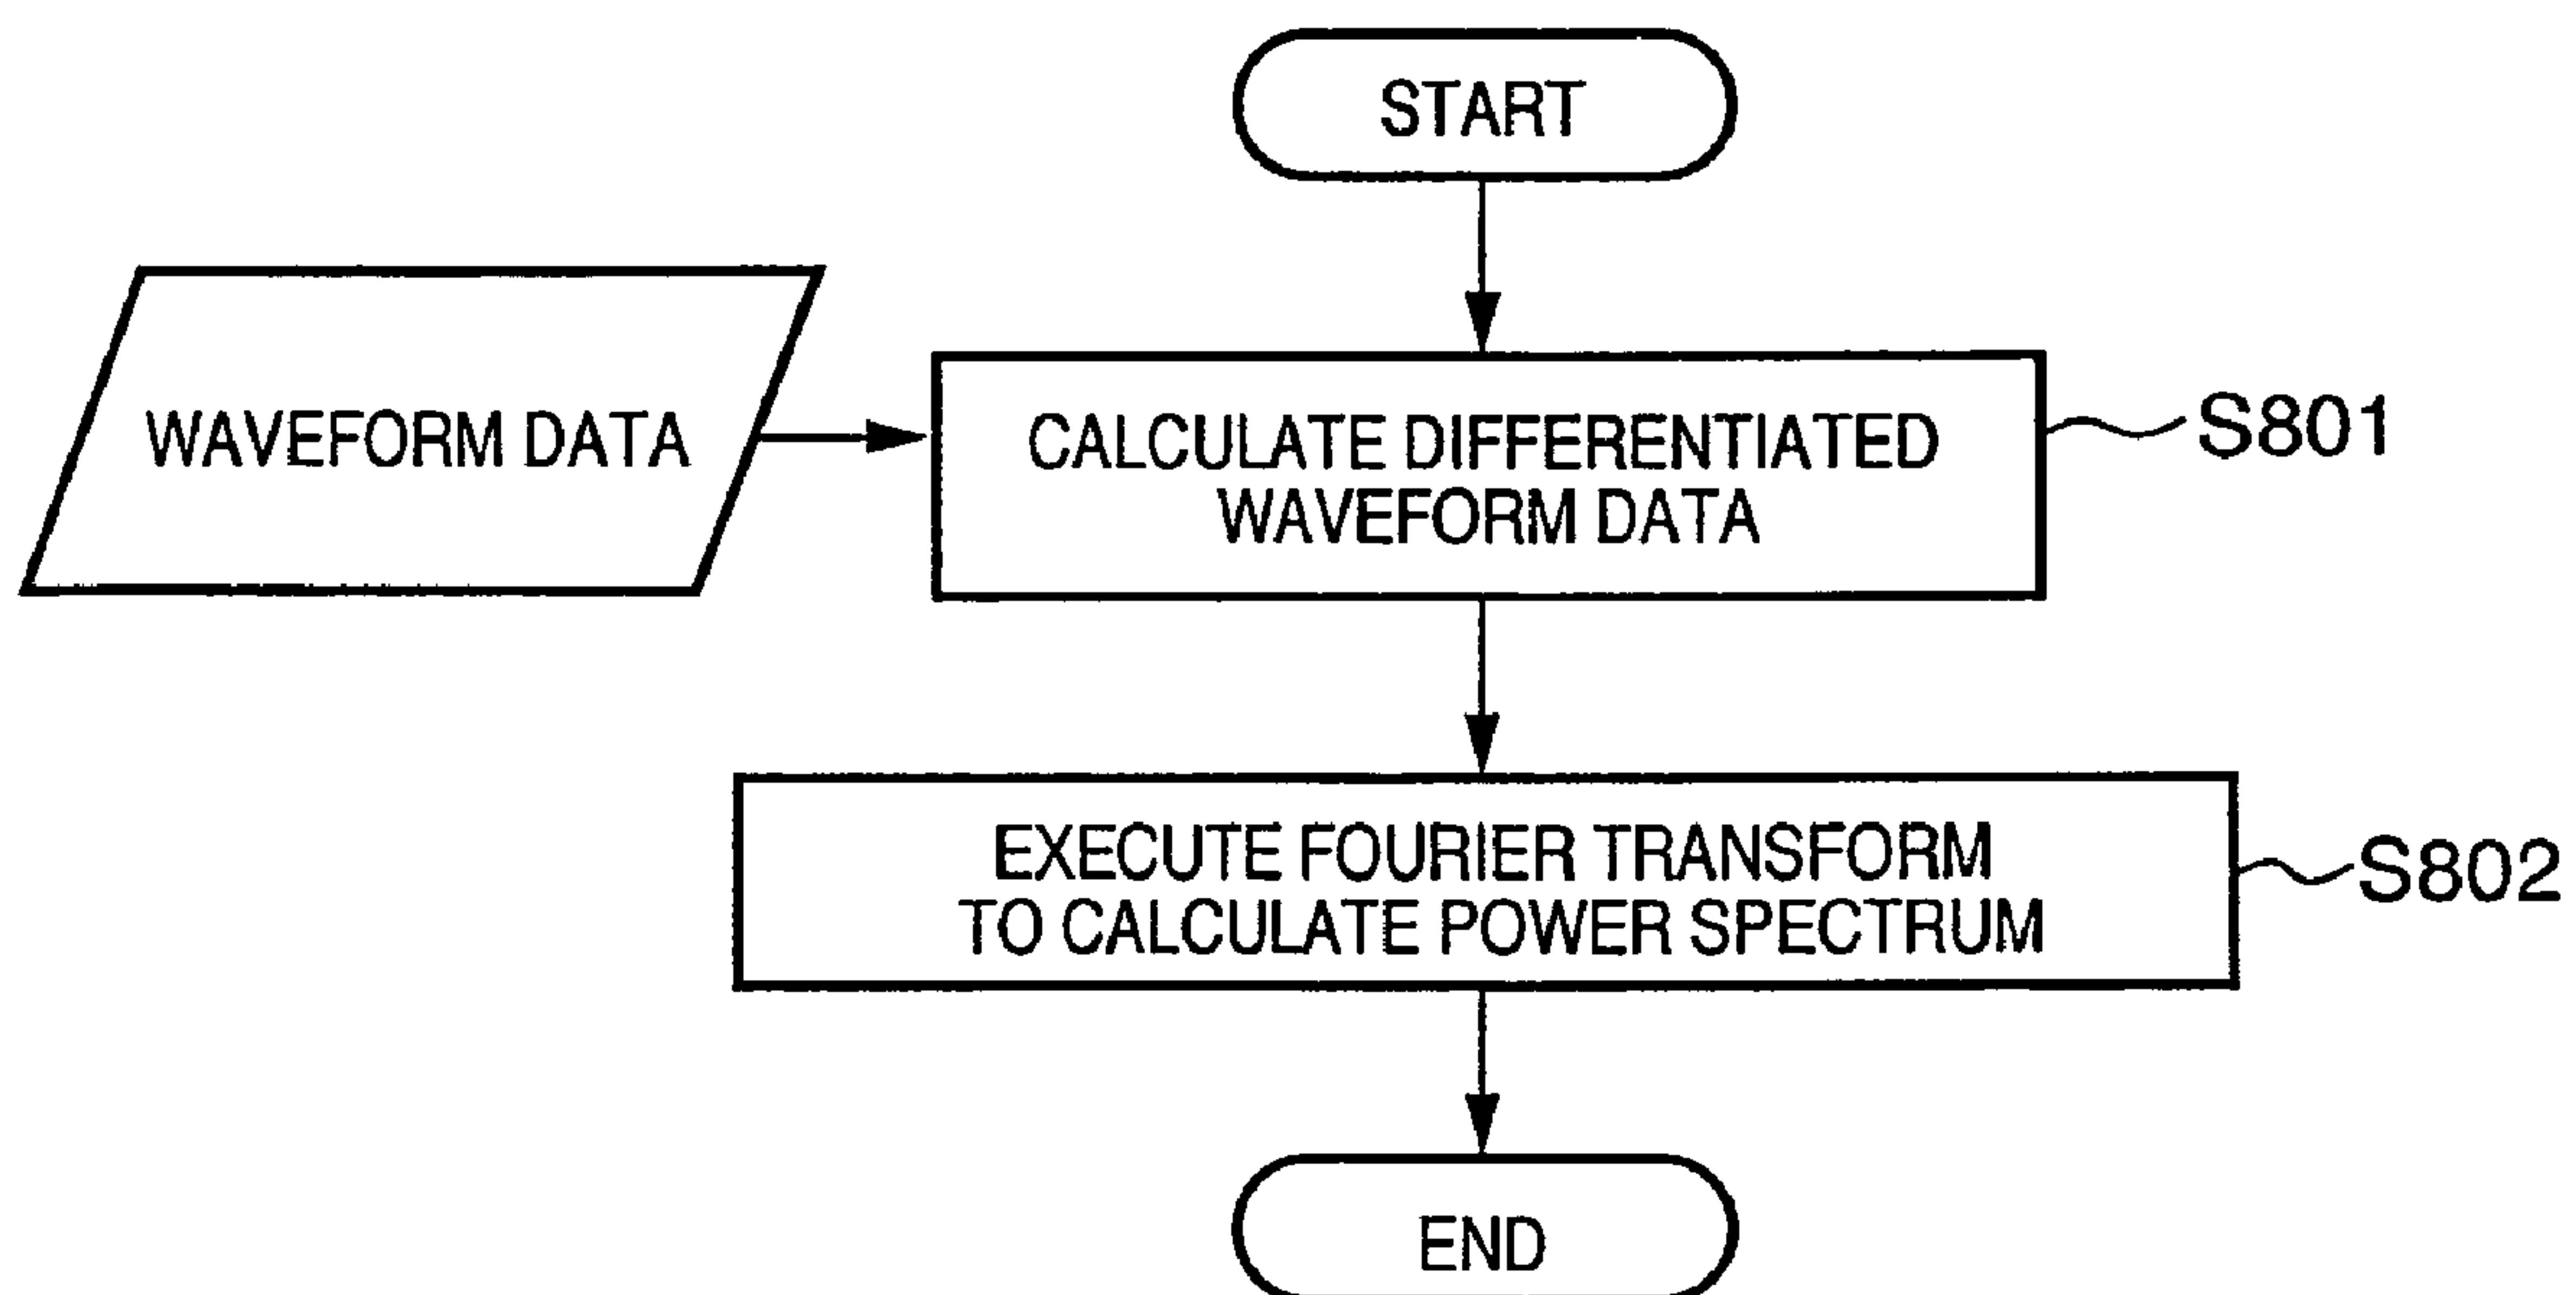 START
WAVEFORM DATA
CALCULATE DIFFERENTIATED
WAVEFORM DATA
S801
EXECUTE FOURIER TRANSFORM
TO CALCULATE POWER SPECTRUM
S802
END